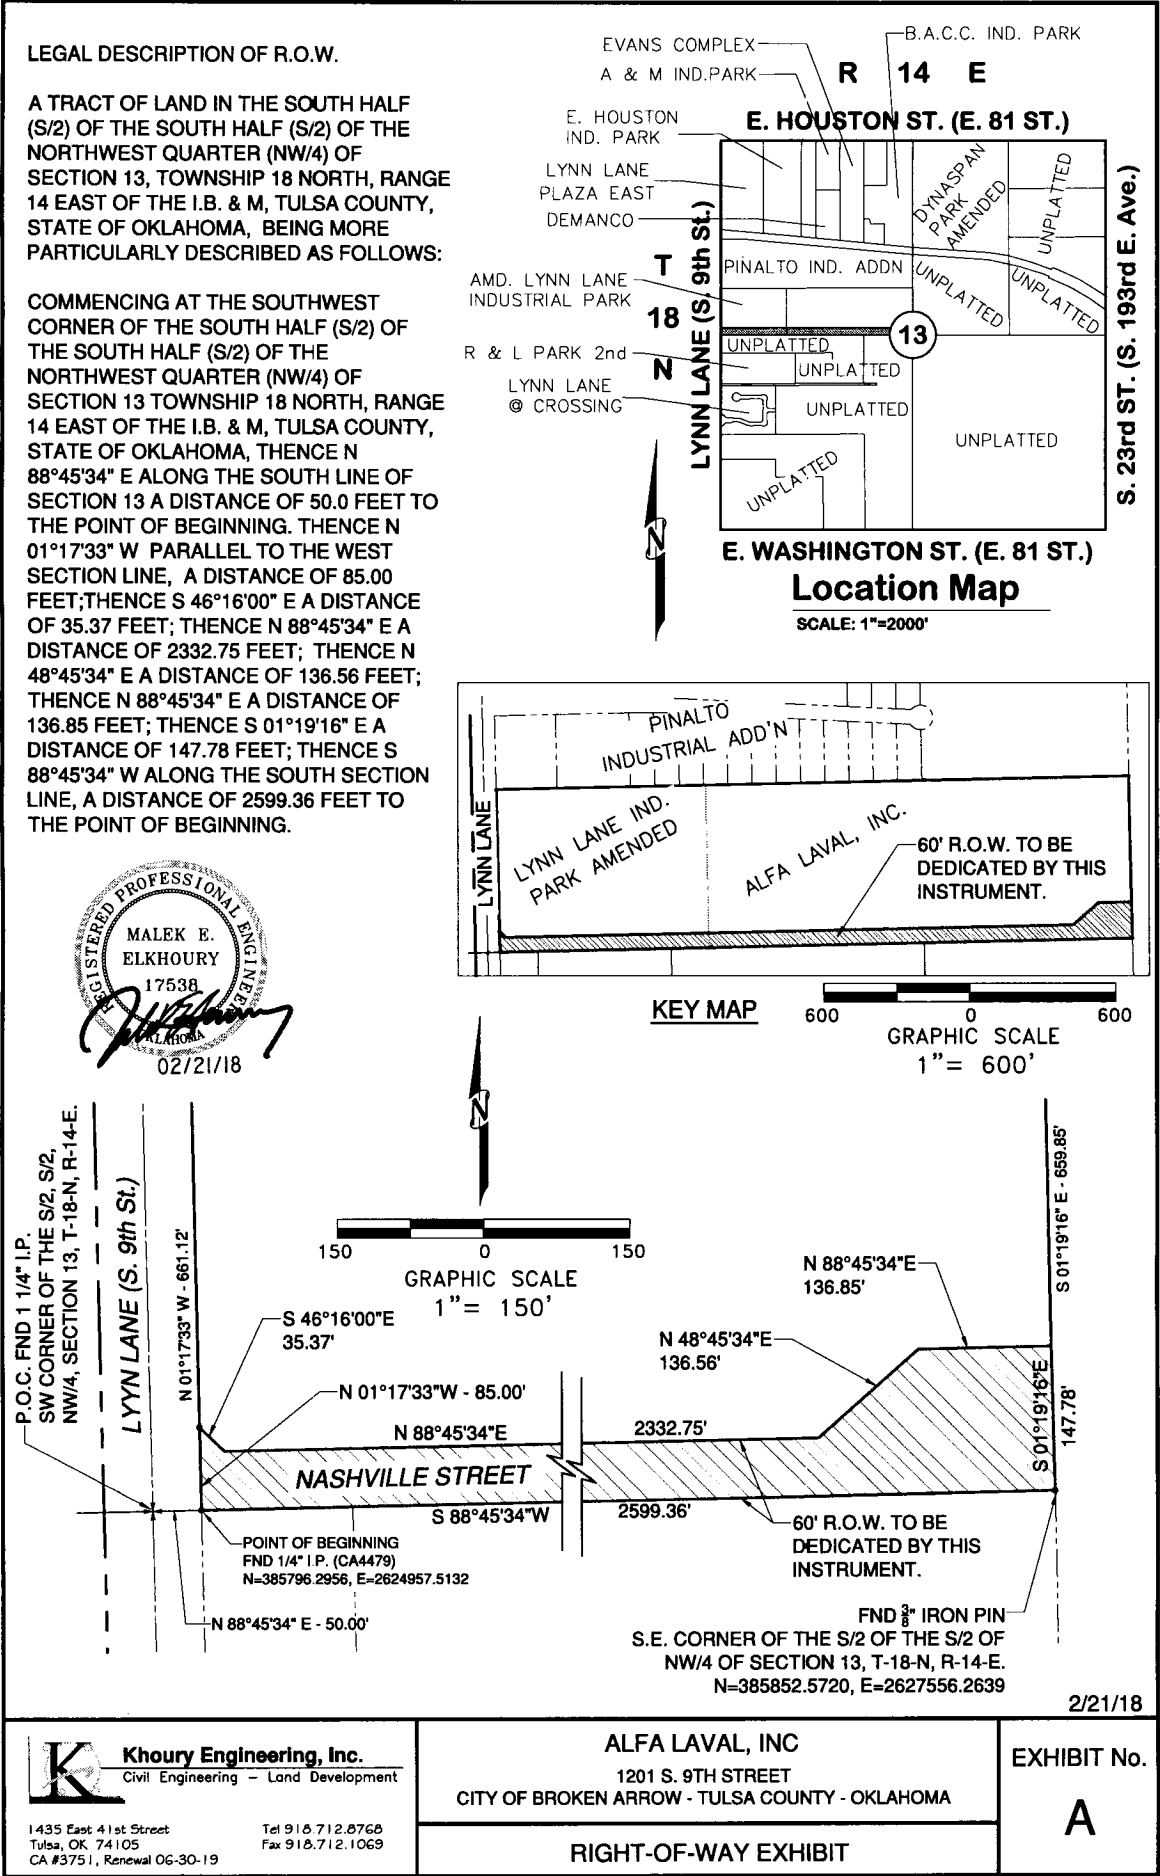 LEGAL DESCRIPTION OF R.O.W.
A TRACT OF LAND IN THE SOUTH HALF
(S/2) OF THE SOUTH HALF (S/2) OF THE
NORTHWEST QUARTER (NW/4) OF
SECTION 13, TOWNSHIP 18 NORTH, RANGE
14 EAST OF THE I.B. & M, TULSA COUNTY,
STATE OF OKLAHOMA, BEING MORE
PARTICULARLY DESCRIBED AS FOLLOWS:
COMMENCING AT THE SOUTHWEST
CORNER OF THE SOUTH HALF (S/2) OF
THE SOUTH HALF (S/2) OF THE
NORTHWEST QUARTER (NW/4) OF
SECTION 13 TOWNSHIP 18 NORTH, RANGE
14 EAST OF THE I.B. & M, TULSA COUNTY,
STATE OF OKLAHOMA, THENCE N
88°45'34" E ALONG THE SOUTH LINE OF
SECTION 13 A DISTANCE OF 50.0 FEET TO
THE POINT OF BEGINNING. THENCE N
01°17'33" W PARALLEL TO THE WEST
SECTION LINE, A DISTANCE OF 85.00
FEET;THENCE S 46°16'00" E A DISTANCE
OF 35.37 FEET; THENCE N 88°45'34" E A
DISTANCE OF 2332.75 FEET; THENCE N
48°45'34" E A DISTANCE OF 136.56 FEET;
THENCE N 88°45'34" E A DISTANCE OF
136.85 FEET; THENCE S 01°19'16" E A
DISTANCE OF 147.78 FEET; THENCE S
88°45'34" W ALONG THE SOUTH SECTION
LINE, A DISTANCE OF 2599.36 FEET TO
THE POINT OF BEGINNING.
REGISTERED PROFESSIONAL ENGINEER
MALEK E.
ELKHOURY
17538
OKLAHOMA
02/21/18
EVANS COMPLEX
B.A.C.C. IND. PARK
A & M IND.PARK
R 14 E
E. HOUSTON
IND. PARK
E. HOUSTON ST. (E. 81 ST.)
LYNN LANE
PLAZA EAST
DEMANCO
DYNASPAN
PARK
AMENDED
UNPLATTED
T
18
N
LYNN LANE (S. 9th St.)
S. 23rd ST. (S. 193rd E. Ave.)
PINALTO IND. ADDN
UNPLATTED
UNPLATTED
AMD. LYNN LANE
INDUSTRIAL PARK
13
UNPLATTED
R & L PARK 2nd
UNPLATTED
LYNN LANE
@ CROSSING
UNPLATTED
UNPLATTED
UNPLATTED
N
E. WASHINGTON ST. (E. 81 ST.)
Location Map
SCALE: 1"=2000'
LYNN LANE
PINALTO
INDUSTRIAL ADD'N
LYNN LANE IND.
PARK AMENDED
ALFA LAVAL, INC.
60' R.O.W. TO BE
DEDICATED BY THIS
INSTRUMENT.
KEY MAP
600 0 600
GRAPHIC SCALE
1"= 600'
N
P.O.C. FND 1 1/4" I.P.
SW CORNER OF THE S/2, S/2,
NW/4, SECTION 13, T-18-N, R-14-E.
LYYN LANE (S. 9th St.)
N 01°17'33" W - 661.12'
150 0 150
GRAPHIC SCALE
1"= 150'
S 46°16'00"E
35.37'
N 01°17'33"W - 85.00'
N 88°45'34"E
2332.75'
N 48°45'34"E
136.56'
N 88°45'34"E
136.85'
S 01°19'16" E - 659.85'
S 01°19'16"E
147.78'
NASHVILLE STREET
S 88°45'34"W
2599.36'
POINT OF BEGINNING
FND 1/4" I.P. (CA4479)
N=385796.2956, E=2624957.5132
N 88°45'34" E - 50.00'
60' R.O.W. TO BE
DEDICATED BY THIS
INSTRUMENT.
FND 3/8" IRON PIN
S.E. CORNER OF THE S/2 OF THE S/2 OF
NW/4 OF SECTION 13, T-18-N, R-14-E.
N=385852.5720, E=2627556.2639
2/21/18
K
Khoury Engineering, Inc.
Civil Engineering - Land Development
1435 East 41st Street
Tulsa, OK 74105
CA #3751, Renewal 06-30-19
Tel 918.712.8768
Fax 918.712.1069
ALFA LAVAL, INC
1201 S. 9TH STREET
CITY OF BROKEN ARROW - TULSA COUNTY - OKLAHOMA
RIGHT-OF-WAY EXHIBIT
EXHIBIT No.
A